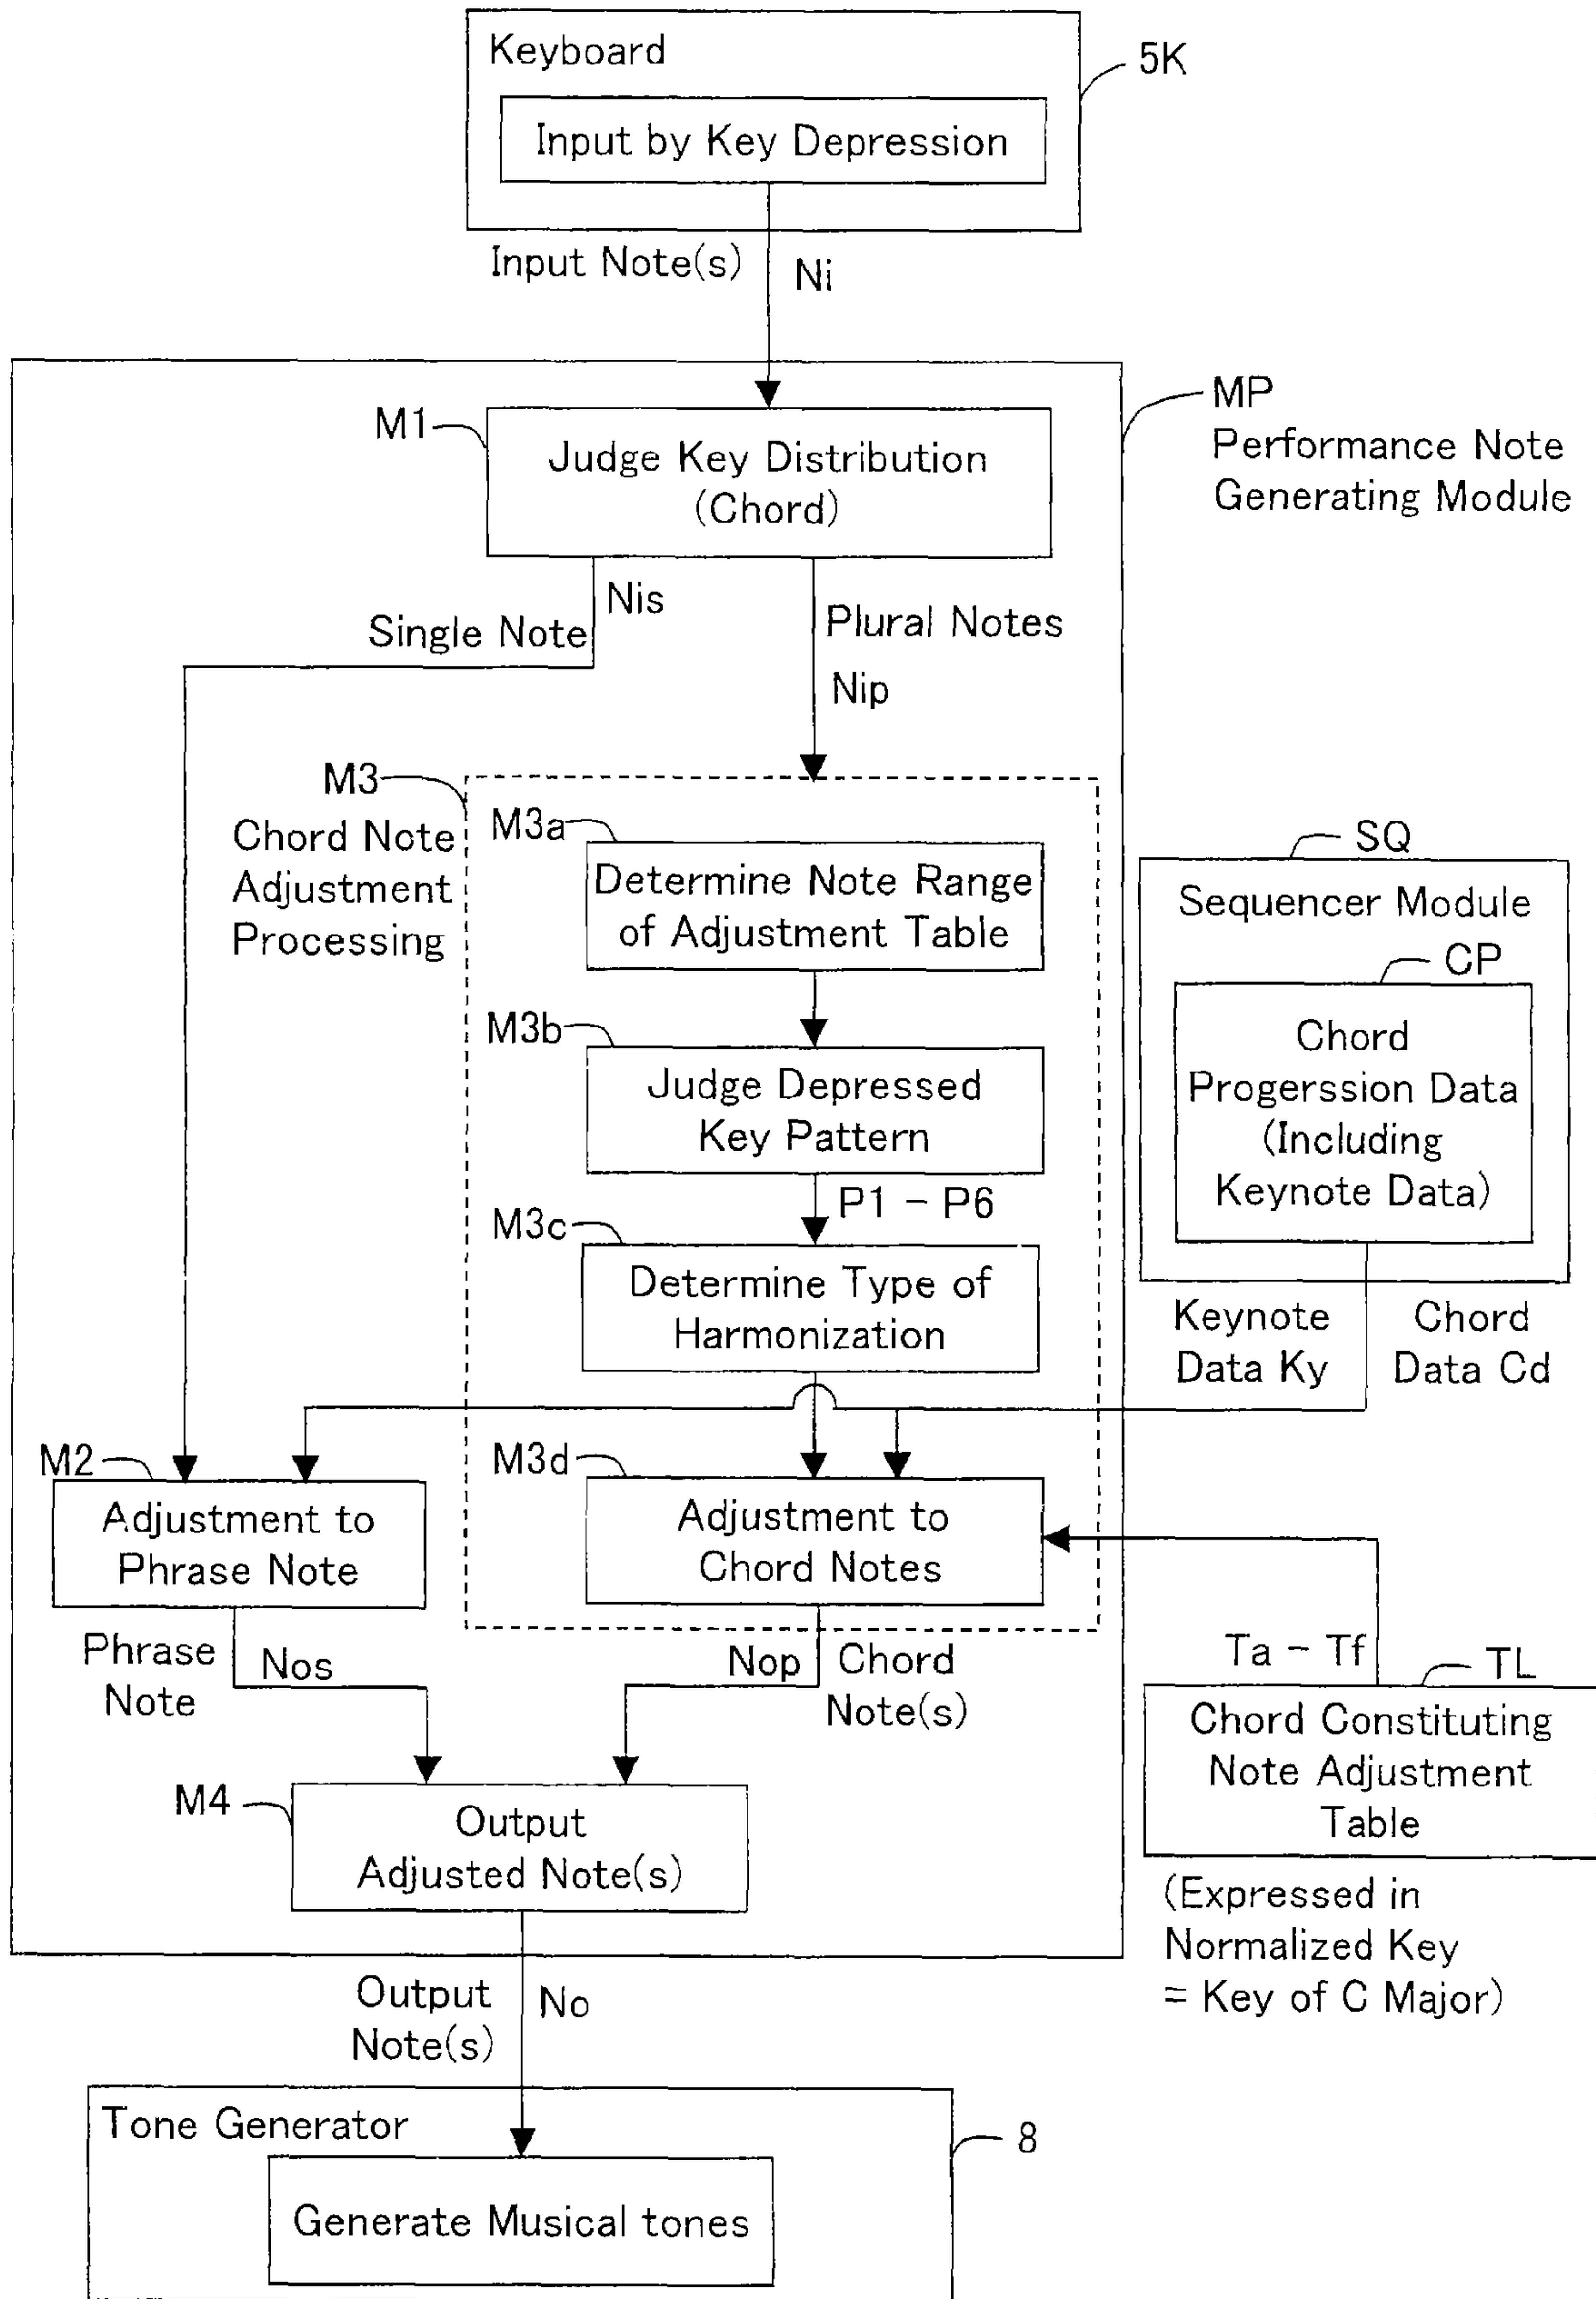 Keyboard
5K
Input by Key Depression
Input Note(s)
Ni
MP
Performance Note
Generating Module
M1
Judge Key Distribution
(Chord)
Nis
Single Note
Plural Notes
Nip
M3
Chord Note
Adjustment
Processing
M3a
Determine Note Range
of Adjustment Table
M3b
Judge Depressed
Key Pattern
P1 - P6
M3c
Determine Type of
Harmonization
SQ
Sequencer Module
CP
Chord
Progerssion Data
(Including
Keynote Data)
Keynote
Data Ky
Chord
Data Cd
M2
Adjustment to
Phrase Note
M3d
Adjustment to
Chord Notes
Phrase
Note
Nos
Nop
Chord
Note(s)
Ta - Tf
TL
Chord Constituting
Note Adjustment
Table
(Expressed in
Normalized Key
= Key of C Major)
M4
Output
Adjusted Note(s)
Output
Note(s)
No
Tone Generator
8
Generate Musical tones